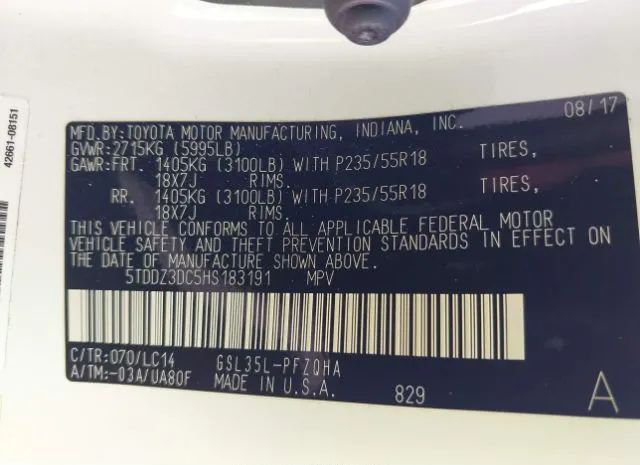 42661-08151
MFD.BY:TOYOTA MOTOR MANUFACTURING, INDIANA, INC. 08/17
GVWR:2715KG (5995LB)
GAWR:FRT. 1405KG (3100LB) WITH P235/55R18 TIRES,
18X7J RIMS.
RR. 1405KG (3100LB) WITH P235/55R18 TIRES,
18X7J RIMS.
THIS VEHICLE CONFORMS TO ALL APPLICABLE FEDERAL MOTOR
VEHICLE SAFETY AND THEFT PREVENTION STANDARDS IN EFFECT ON
THE DATE OF MANUFACTURE SHOWN ABOVE.
5TDDZ3DC5HS183191 MPV
C/TR:070/LC14 GSL35L-PFZQHA
A/TM:-03A/UA80F MADE IN U.S.A. 829 A